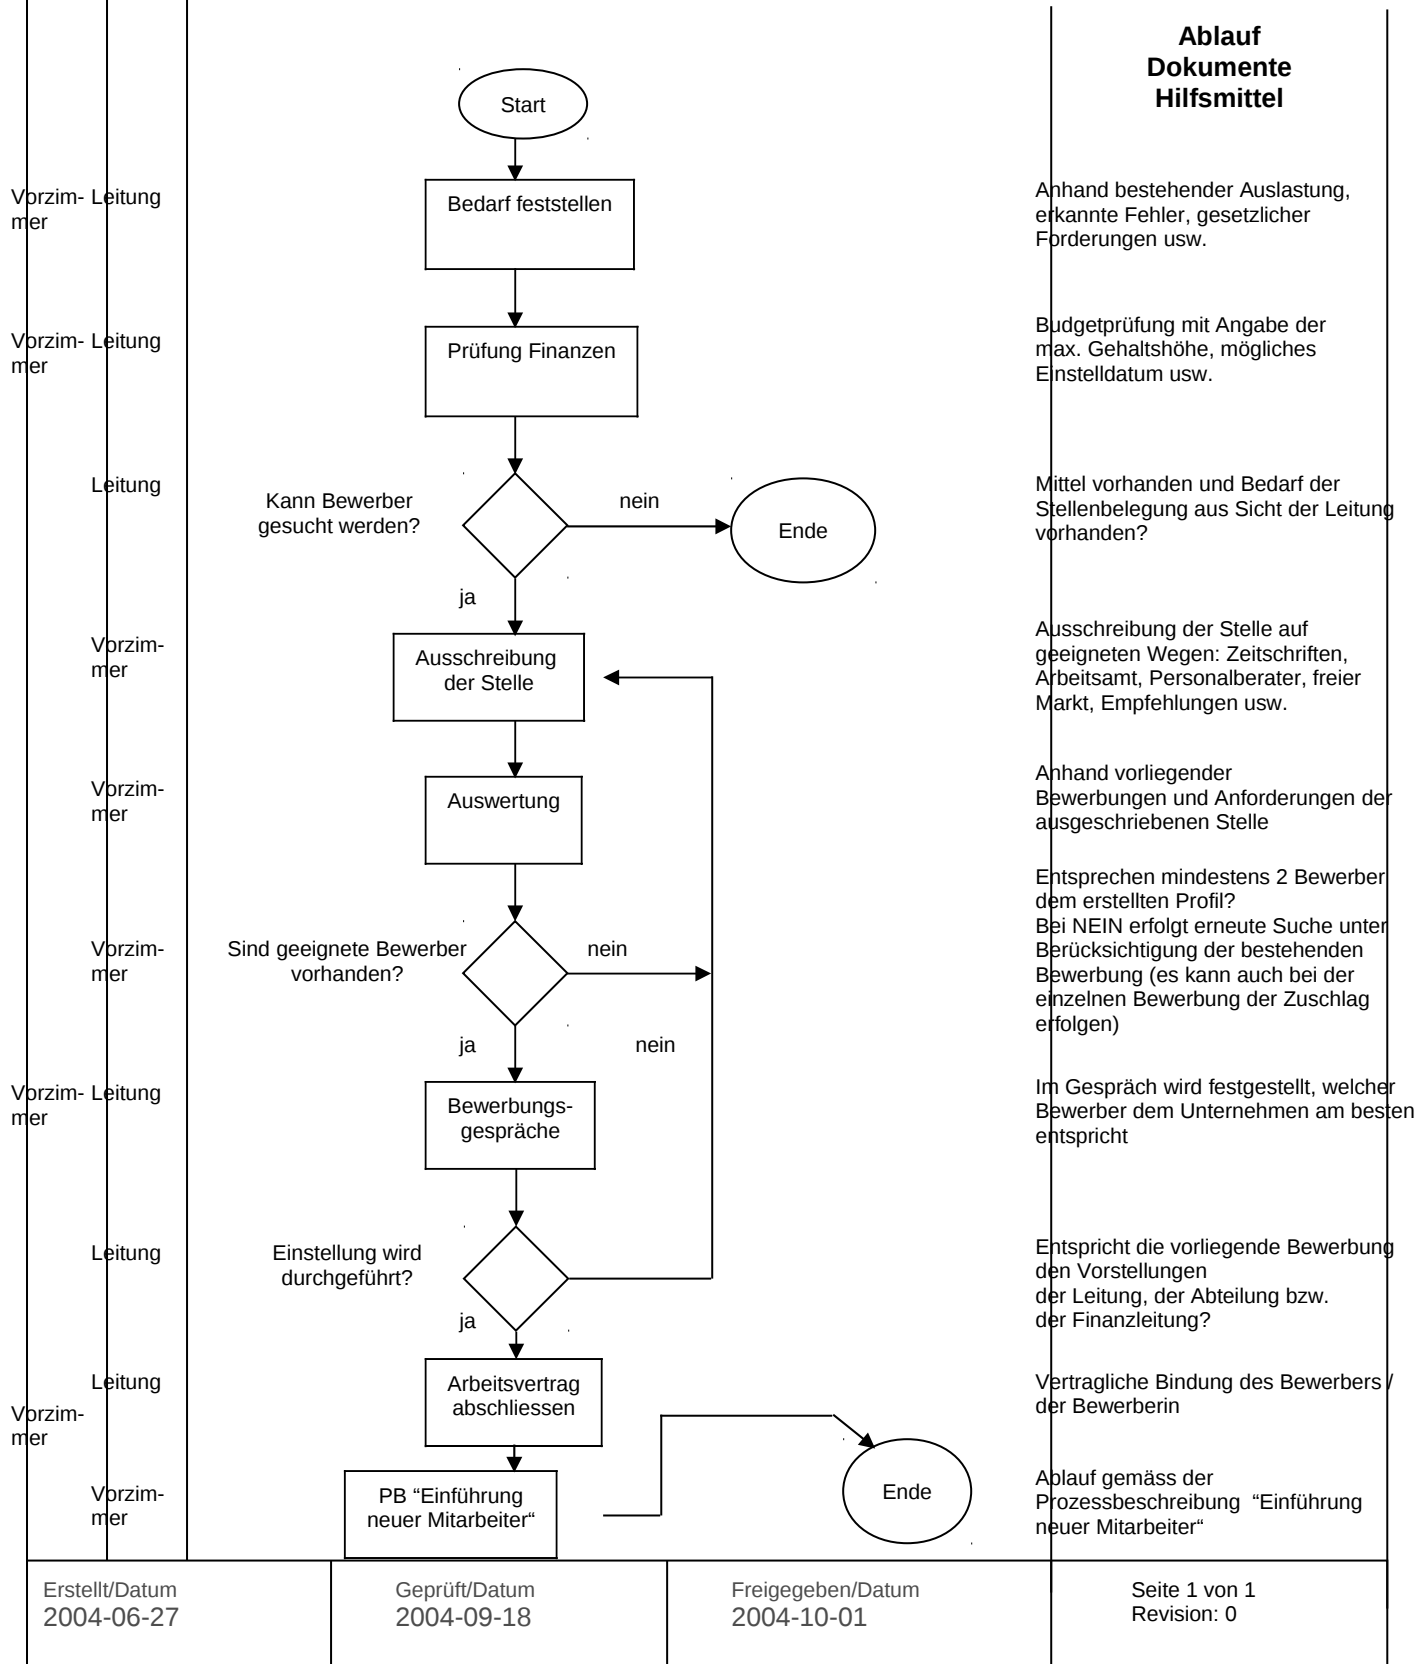 Ablauf
Dokumente
Hilfsmittel
Start
Vorzim- Leitung
mer
Bedarf feststellen
Anhand bestehender Auslastung,
erkannte Fehler, gesetzlicher
Forderungen usw.
Vorzim- Leitung
mer
Prüfung Finanzen
Budgetprüfung mit Angabe der
max. Gehaltshöhe, mögliches
Einstelldatum usw.
Leitung
Kann Bewerber
gesucht werden?
nein
Ende
ja
Mittel vorhanden und Bedarf der
Stellenbelegung aus Sicht der Leitung
vorhanden?
Vorzim-
mer
Ausschreibung
der Stelle
Ausschreibung der Stelle auf
geeigneten Wegen: Zeitschriften,
Arbeitsamt, Personalberater, freier
Markt, Empfehlungen usw.
Vorzim-
mer
Auswertung
Anhand vorliegender
Bewerbungen und Anforderungen der
ausgeschriebenen Stelle
Vorzim-
mer
Sind geeignete Bewerber
vorhanden?
nein
ja
nein
Entsprechen mindestens 2 Bewerber
dem erstellten Profil?
Bei NEIN erfolgt erneute Suche unter
Berücksichtigung der bestehenden
Bewerbung (es kann auch bei der
einzelnen Bewerbung der Zuschlag
erfolgen)
Vorzim- Leitung
mer
Bewerbungs-
gespräche
Im Gespräch wird festgestellt, welcher
Bewerber dem Unternehmen am besten
entspricht
Leitung
Einstellung wird
durchgeführt?
ja
Entspricht die vorliegende Bewerbung
den Vorstellungen
der Leitung, der Abteilung bzw.
der Finanzleitung?
Leitung
Vorzim-
mer
Arbeitsvertrag
abschliessen
Vertragliche Bindung des Bewerbers /
der Bewerberin
Vorzim-
mer
PB “Einführung
neuer Mitarbeiter“
Ende
Ablauf gemäss der
Prozessbeschreibung “Einführung
neuer Mitarbeiter“
Erstellt/Datum
2004-06-27
Geprüft/Datum
2004-09-18
Freigegeben/Datum
2004-10-01
Seite 1 von 1
Revision: 0